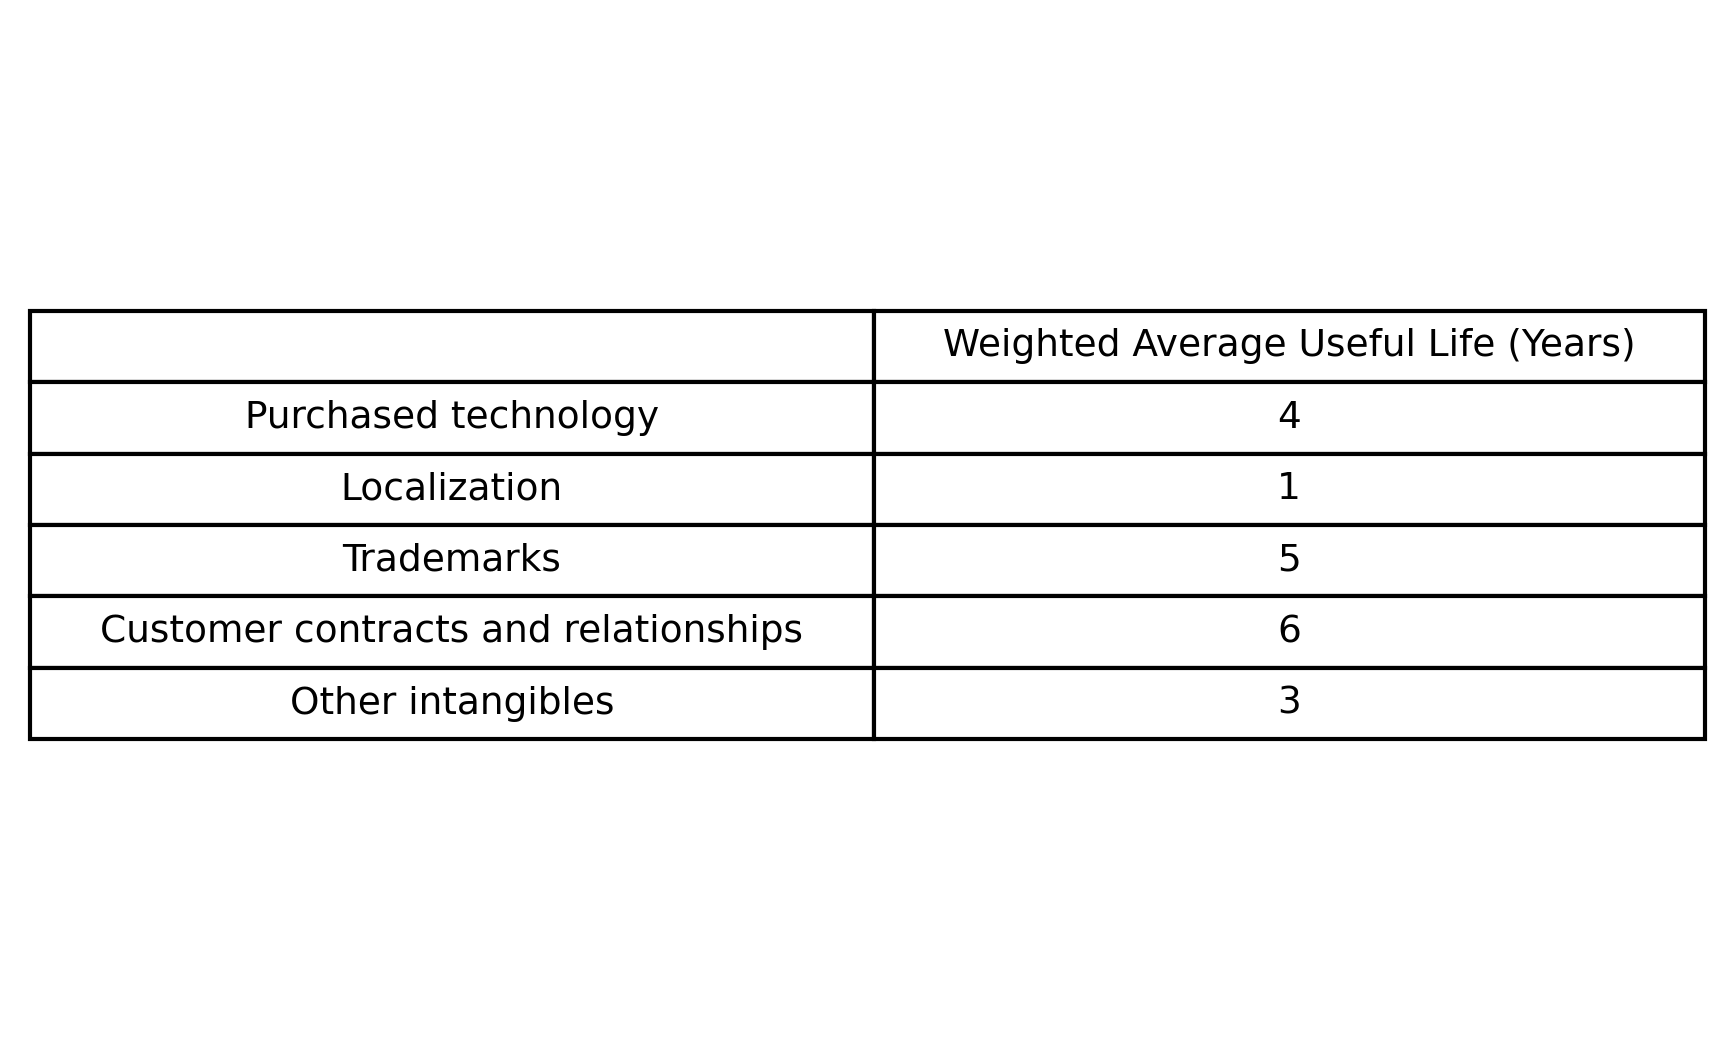 Weighted Average Useful Life (Years)
Purchased technology 4
Localization 1
Trademarks 5
Customer contracts and relationships 6
Other intangibles 3